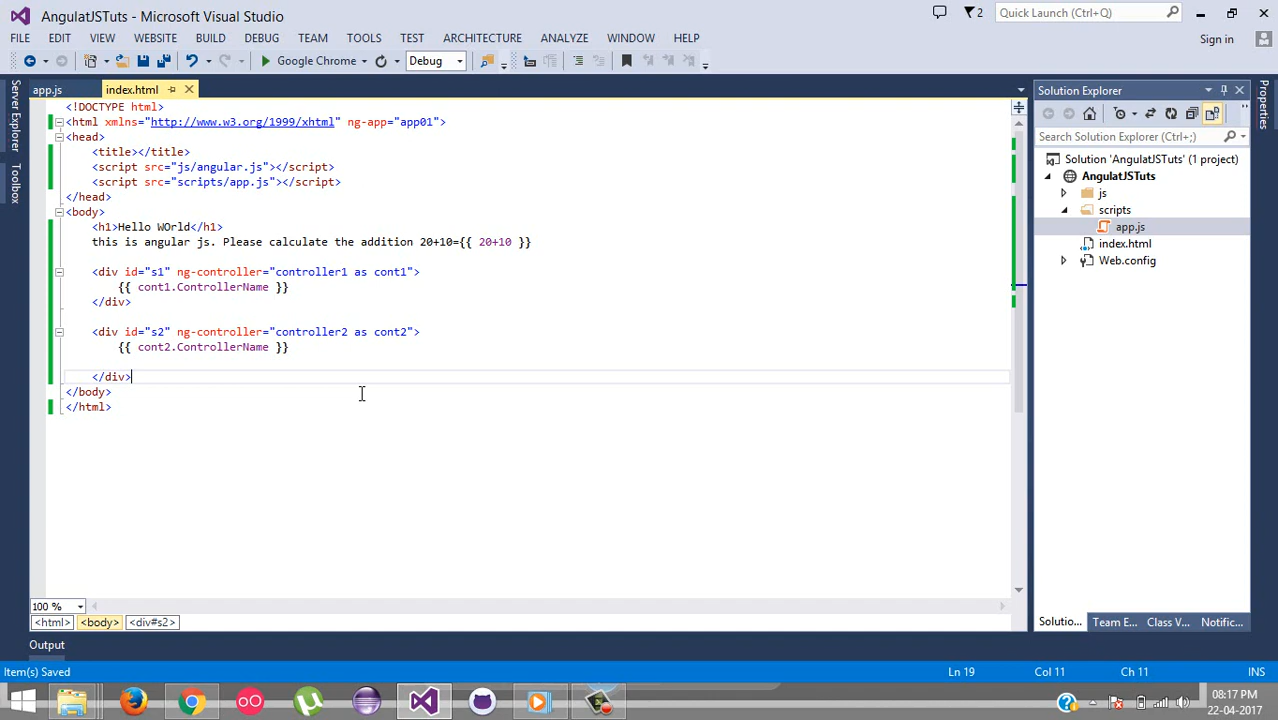 AngulatJSTuts - Microsoft Visual Studio
2
Quick Launch (Ctrl+Q)
FILE EDIT VIEW WEBSITE BUILD DEBUG TEAM TOOLS TEST ARCHITECTURE ANALYZE WINDOW HELP
Sign in
Google Chrome
Debug
Server Explorer
Toolbox
app.js
index.html
<!DOCTYPE html>
<html xmlns="http://www.w3.org/1999/xhtml" ng-app="app01">
<head>
<title></title>
<script src="js/angular.js"></script>
<script src="scripts/app.js"></script>
</head>
<body>
<h1>Hello WOrld</h1>
this is angular js. Please calculate the addition 20+10={{ 20+10 }}
<div id="s1" ng-controller="controller1 as cont1">
{{ cont1.ControllerName }}
</div>
<div id="s2" ng-controller="controller2 as cont2">
{{ cont2.ControllerName }}
</div>
</body>
</html>
100 %
<html> <body> <div#s2>
Solution Explorer
Search Solution Explorer (Ctrl+;)
Solution 'AngulatJSTuts' (1 project)
AngulatJSTuts
js
scripts
app.js
index.html
Web.config
Solutio... Team E... Class V... Notific...
Properties
Output
Item(s) Saved
Ln 19 Col 11 Ch 11 INS
08:17 PM
22-04-2017